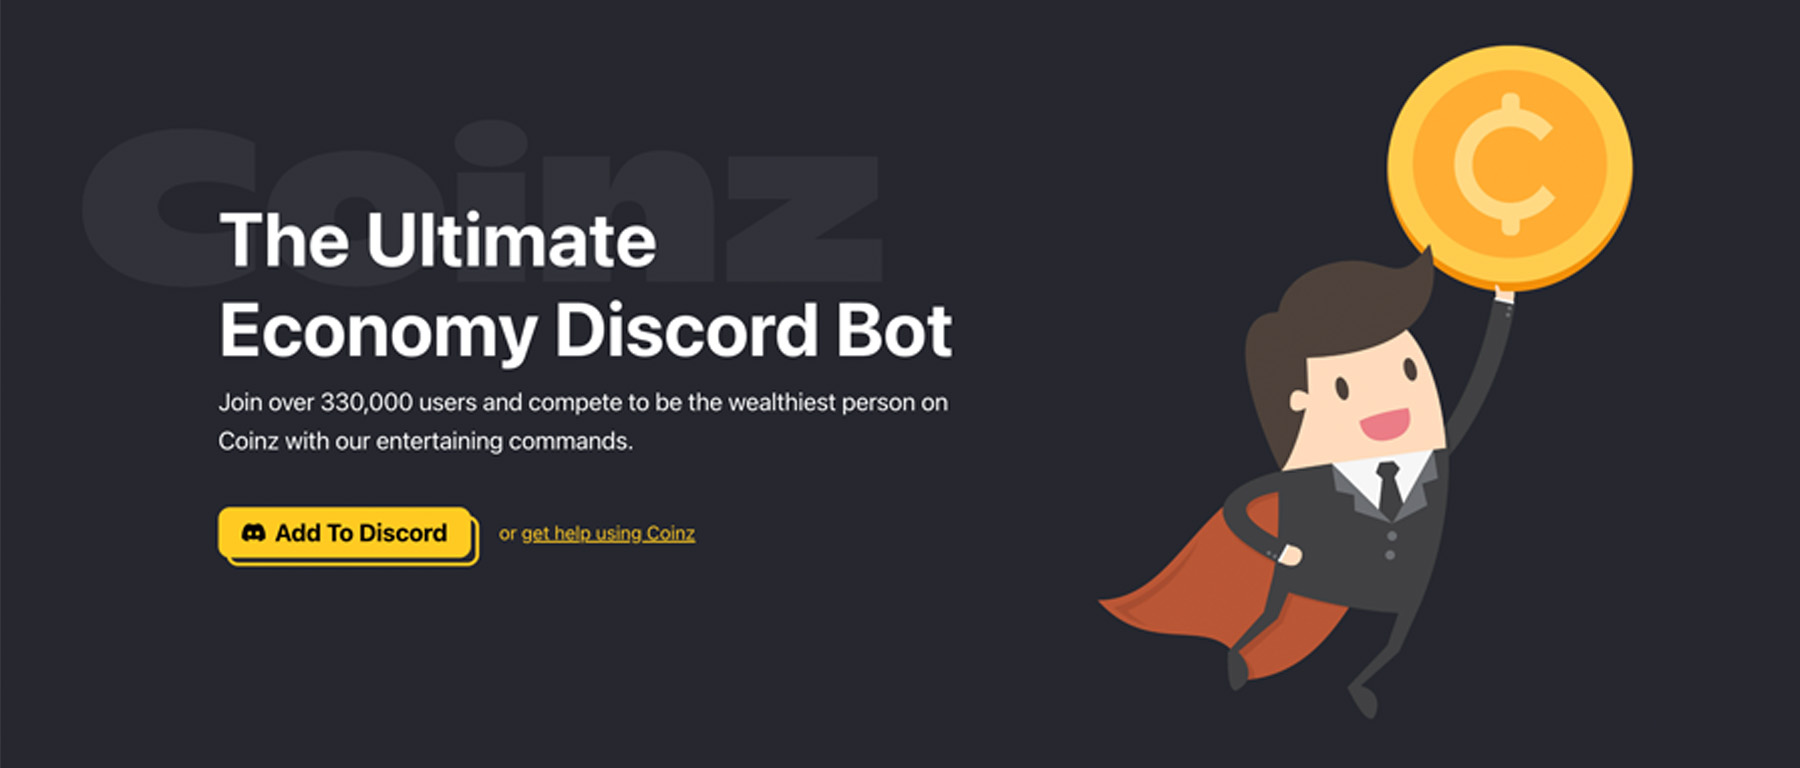 Coinz
The Ultimate
Economy Discord Bot
Join over 330,000 users and compete to be the wealthiest person on
Coinz with our entertaining commands.
Add To Discord or get help using Coinz